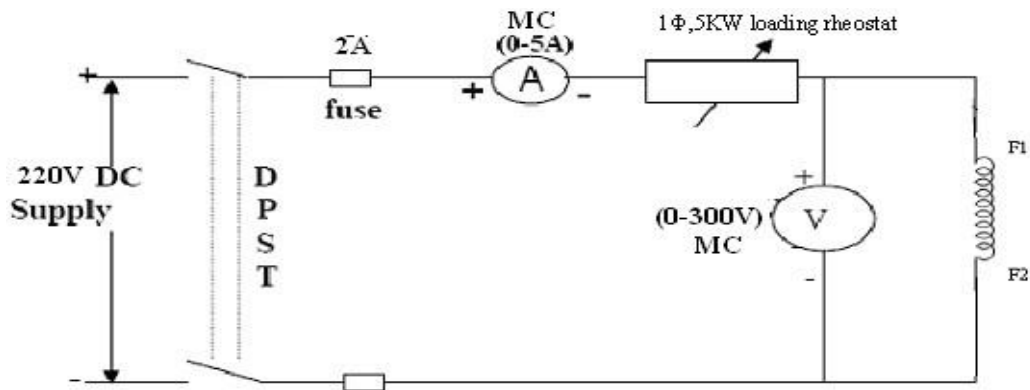 MC
(0-5A)
1Φ,5KW loading rheostat
2A
+
A
+
-
fuse
F1
220V DC
Supply
D
P
S
T
+
(0-300V)
V
MC
-
F2
-